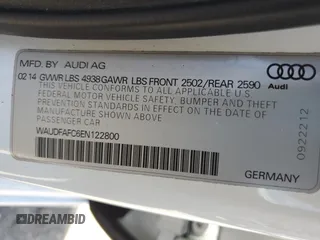 MFD. BY AUDI AG
02 14 GVWR LBS 4938 GAWR LBS FRONT 2502/REAR 2590
THIS VEHICLE CONFORMS TO ALL APPLICABLE
FEDERAL MOTOR VEHICLE SAFETY, BUMPER AND THEFT
PREVENTION STANDARDS IN EFFECT ON THE DATE OF
MANUFACTURE SHOWN ABOVE.
PASSENGER CAR
WAUDFAFC6EN122800
GERMANY
0922212
DREAMBID